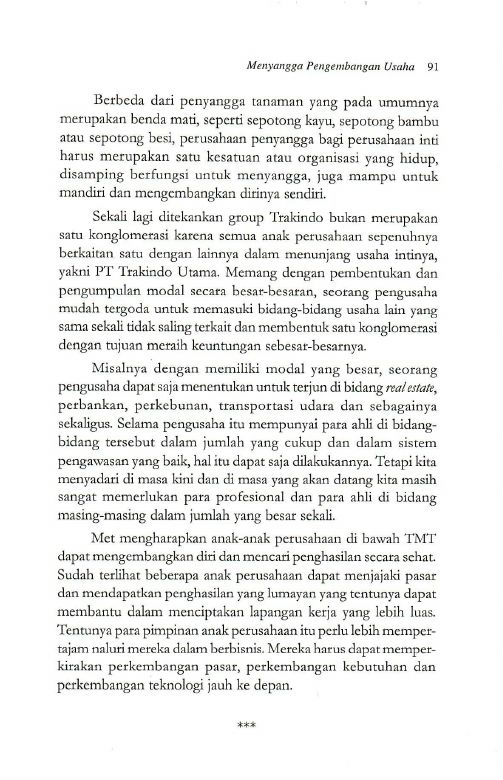 Menyangga Pengembangan Usaha 91
Berbeda dari penyangga tanaman yang pada umumnya
merupakan benda mati, seperti sepotong kayu, sepotong bambu
atau sepotong besi, perusahaan penyangga bagi perusahaan inti
harus merupakan satu kesatuan atau organisasi yang hidup,
disamping berfungsi untuk menyangga, juga mampu untuk
mandiri dan mengembangkan dirinya sendiri.
Sekali lagi ditekankan group Trakindo bukan merupakan
satu konglomerasi karena semua anak perusahaan sepenuhnya
berkaitan satu dengan lainnya dalam menunjang usaha intinya,
yakni PT Trakindo Utama. Memang dengan pembentukan dan
pengumpulan modal secara besar-besaran, seorang pengusaha
mudah tergoda untuk memasuki bidang-bidang usaha lain yang
sama sekali tidak saling terkait dan membentuk satu konglomerasi
dengan tujuan meraih keuntungan sebesar-besarnya.
Misalnya dengan memiliki modal yang besar, seorang
pengusaha dapat saja menentukan untuk terjun di bidang real estate,
perbankan, perkebunan, transportasi udara dan sebagainya
sekaligus. Selama pengusaha itu mempunyai para ahli di bidang-
bidang tersebut dalam jumlah yang cukup dan dalam sistem
pengawasan yang baik, hal itu dapat saja dilakukannya. Tetapi kita
menyadari di masa kini dan di masa yang akan datang kita masih
sangat memerlukan para profesional dan para ahli di bidang
masing-masing dalam jumlah yang besar sekali.
Met mengharapkan anak-anak perusahaan di bawah TMT
dapat mengembangkan diri dan mencari penghasilan secara sehat.
Sudah terlihat beberapa anak perusahaan dapat menjajaki pasar
dan mendapatkan penghasilan yang lumayan yang tentunya dapat
membantu dalam menciptakan lapangan kerja yang lebih luas.
Tentunya para pimpinan anak perusahaan itu perlu lebih memper-
tajam naluri mereka dalam berbisnis. Mereka harus dapat memper-
kirakan perkembangan pasar, perkembangan kebutuhan dan
perkembangan teknologi jauh ke depan.
***